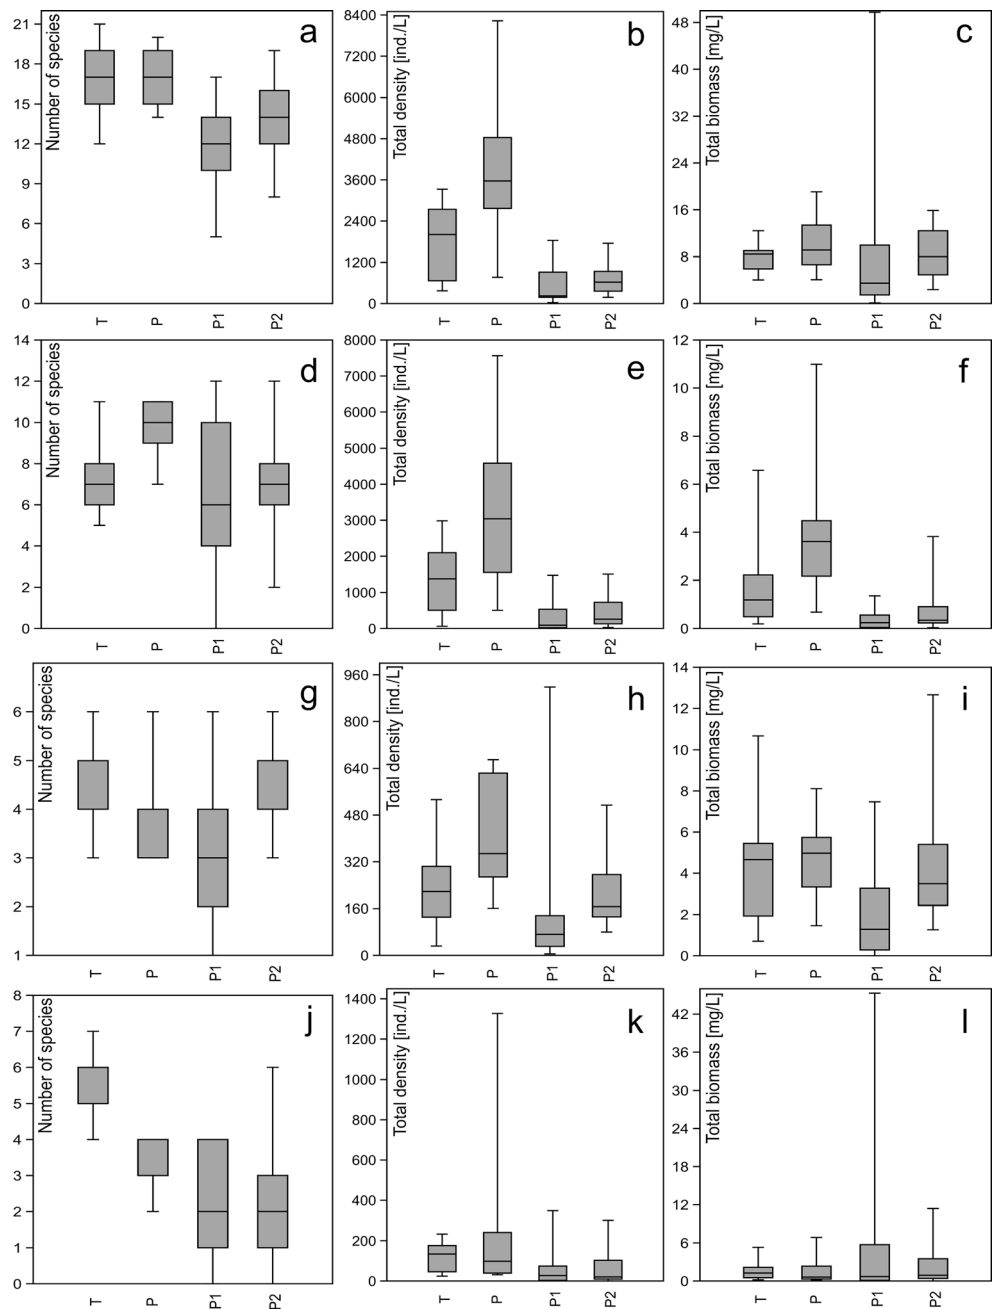 a
Number of species
21
18
15
12
9
6
3
0
T
P
P1
P2
b
Total density [ind./L]
8400
7200
6000
4800
3600
2400
1200
0
T
P
P1
P2
c
Total biomass [mg/L]
48
40
32
24
16
8
0
T
P
P1
P2
d
Number of species
14
12
10
8
6
4
2
0
T
P
P1
P2
e
Total density [ind./L]
8000
7000
6000
5000
4000
3000
2000
1000
0
T
P
P1
P2
f
Total biomass [mg/L]
12
10
8
6
4
2
0
T
P
P1
P2
g
Number of species
6
5
4
3
2
1
T
P
P1
P2
h
Total density [ind./L]
960
800
640
480
320
160
0
T
P
P1
P2
i
Total biomass [mg/L]
14
12
10
8
6
4
2
0
T
P
P1
P2
j
Number of species
8
7
6
5
4
3
2
1
0
T
P
P1
P2
k
Total density [ind./L]
1400
1200
1000
800
600
400
200
0
T
P
P1
P2
l
Total biomass [mg/L]
42
36
30
24
18
12
6
0
T
P
P1
P2